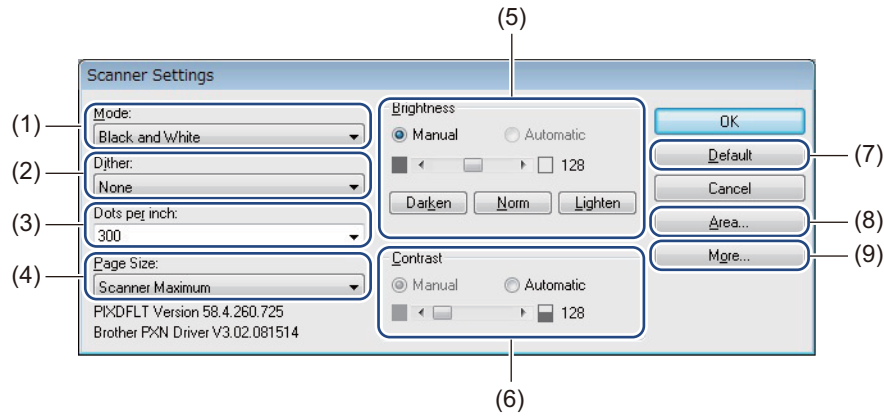 (5)
Scanner Settings
(1)
Mode:
Black and White
(2)
Dither:
None
(3)
Dots per inch:
300
(4)
Page Size:
Scanner Maximum
PIXDFLT Version 58.4.260.725
Brother PXN Driver V3.02.081514
Brightness
Manual Automatic
128
Darken Norm Lighten
Contrast
Manual Automatic
128
(6)
OK
Default
(7)
Cancel
Area...
(8)
More...
(9)